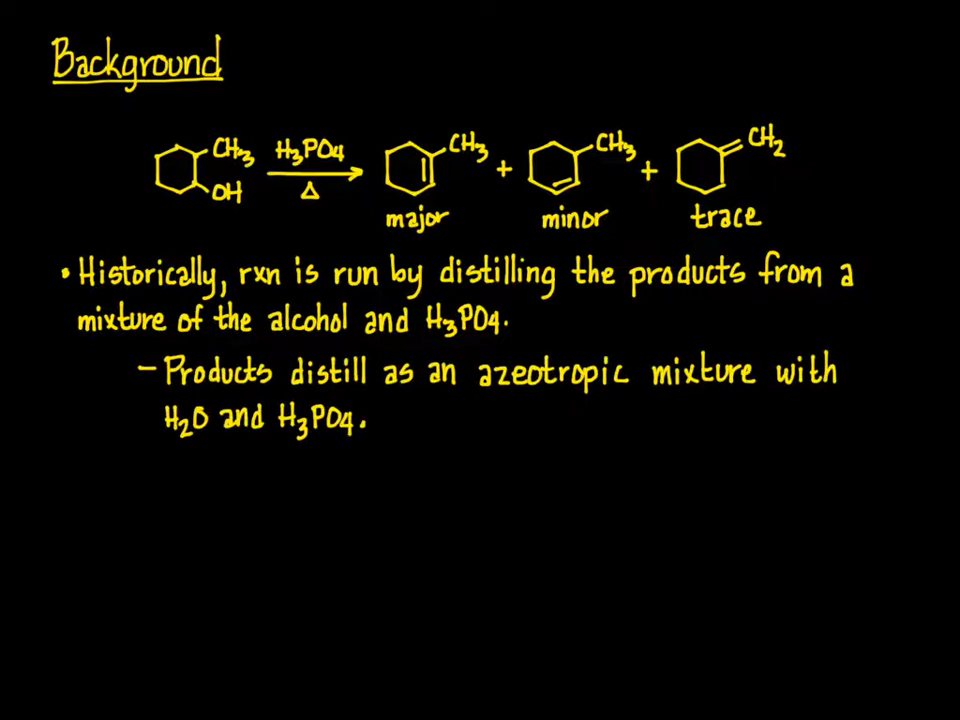 Background
CH3 H3PO4 CH3 + CH3 + CH2
OH Δ
major minor trace
• Historically, rxn is run by distilling the products from a
mixture of the alcohol and H3PO4.
– Products distill as an azeotropic mixture with
H2O and H3PO4.